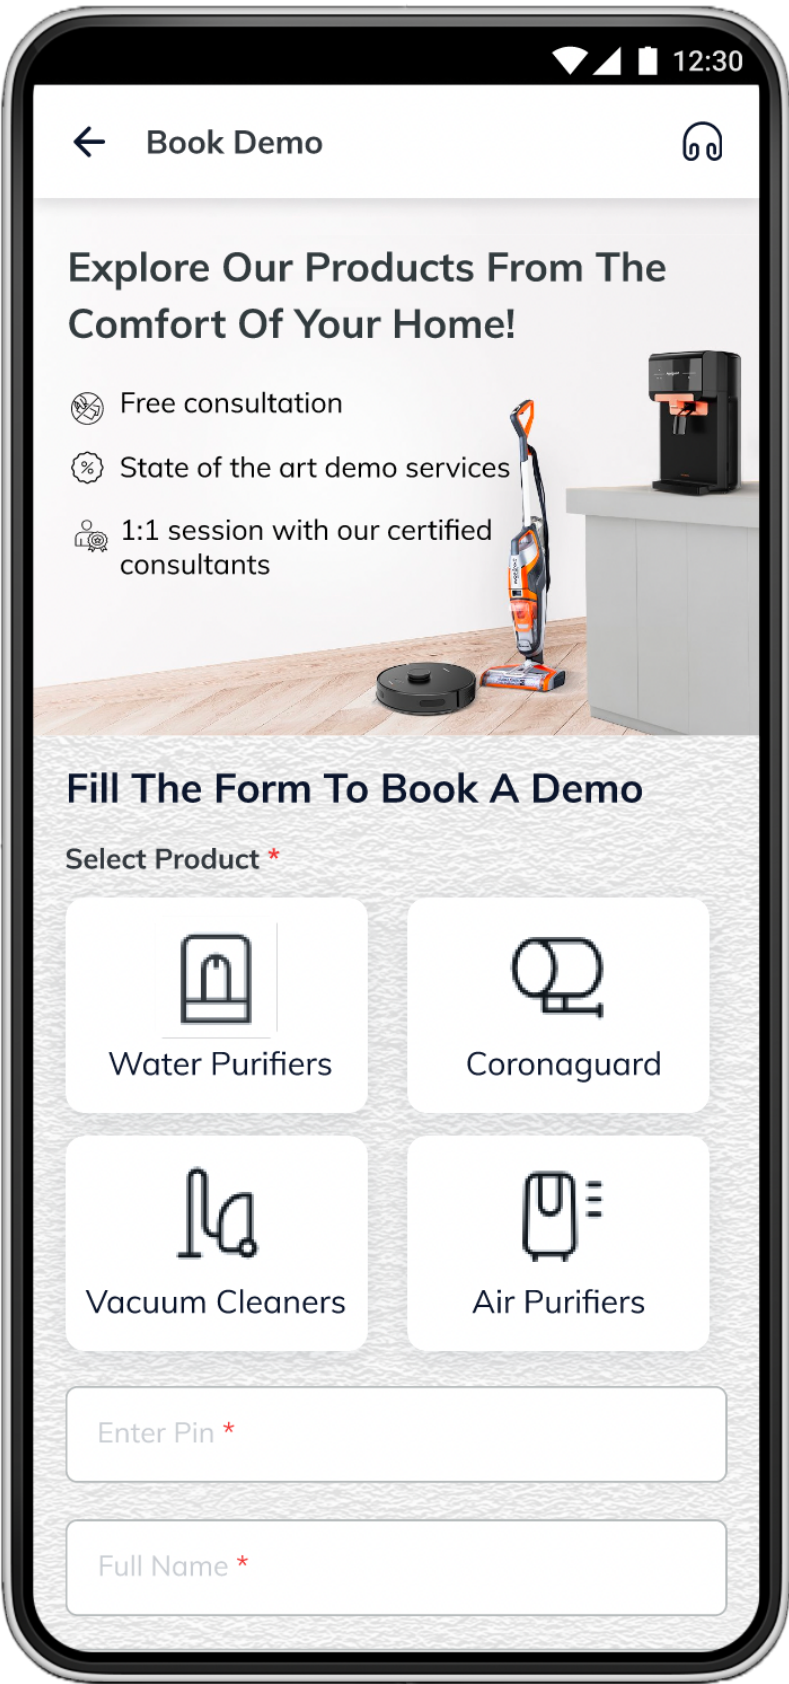 12:30
Book Demo
Explore Our Products From The
Comfort Of Your Home!
Free consultation
State of the art demo services
1:1 session with our certified
consultants
Fill The Form To Book A Demo
Select Product *
Water Purifiers
Coronaguard
Vacuum Cleaners
Air Purifiers
Enter Pin *
Full Name *